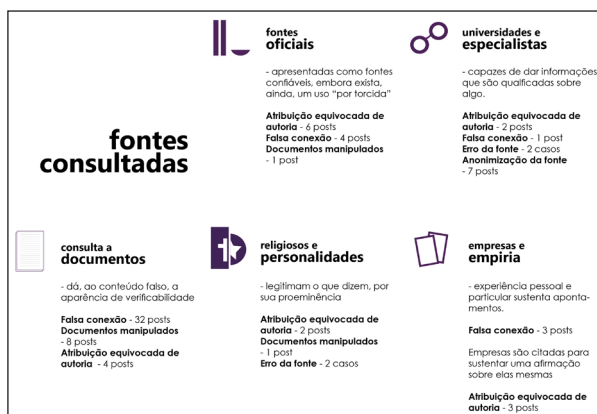 fontes
consultadas
fontes
oficiais
- apresentadas como fontes
confiáveis, embora exista,
ainda, um uso "por torcida"
Atribuição equivocada de
autoria - 6 posts
Falsa conexão - 4 posts
Documentos manipulados
- 1 post
universidades e
especialistas
- capazes de dar informações
que são qualificadas sobre
algo.
Atribuição equivocada de
autoria - 2 posts
Falsa conexão - 1 post
Erro da fonte - 2 casos
Anonimização da fonte
- 7 posts
consulta a
documentos
- dá, ao conteúdo falso, a
aparência de verificabilidade
Falsa conexão - 32 posts
Documentos manipulados
- 8 posts
Atribuição equivocada de
autoria - 4 posts
religiosos e
personalidades
- legitimam o que dizem, por
sua proeminência
Atribuição equivocada de
autoria - 2 posts
Documentos manipulados
- 1 post
Erro da fonte - 2 casos
empresas e
empiria
- experiência pessoal e
particular sustenta aponta-
mentos.
Falsa conexão - 3 posts
Empresas são citadas para
sustentar uma afirmação
sobre elas mesmas
Atribuição equivocada de
autoria - 3 posts